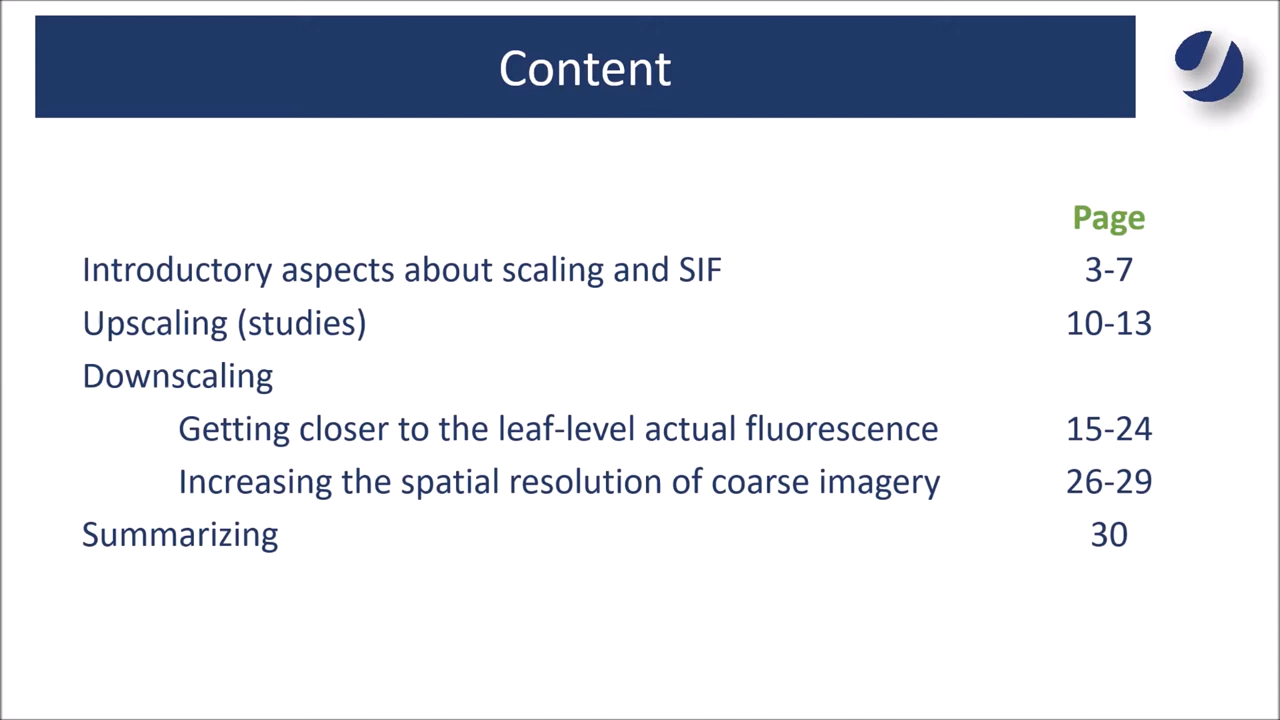 Content
Page
Introductory aspects about scaling and SIF 3-7
Upscaling (studies) 10-13
Downscaling
Getting closer to the leaf-level actual fluorescence 15-24
Increasing the spatial resolution of coarse imagery 26-29
Summarizing 30